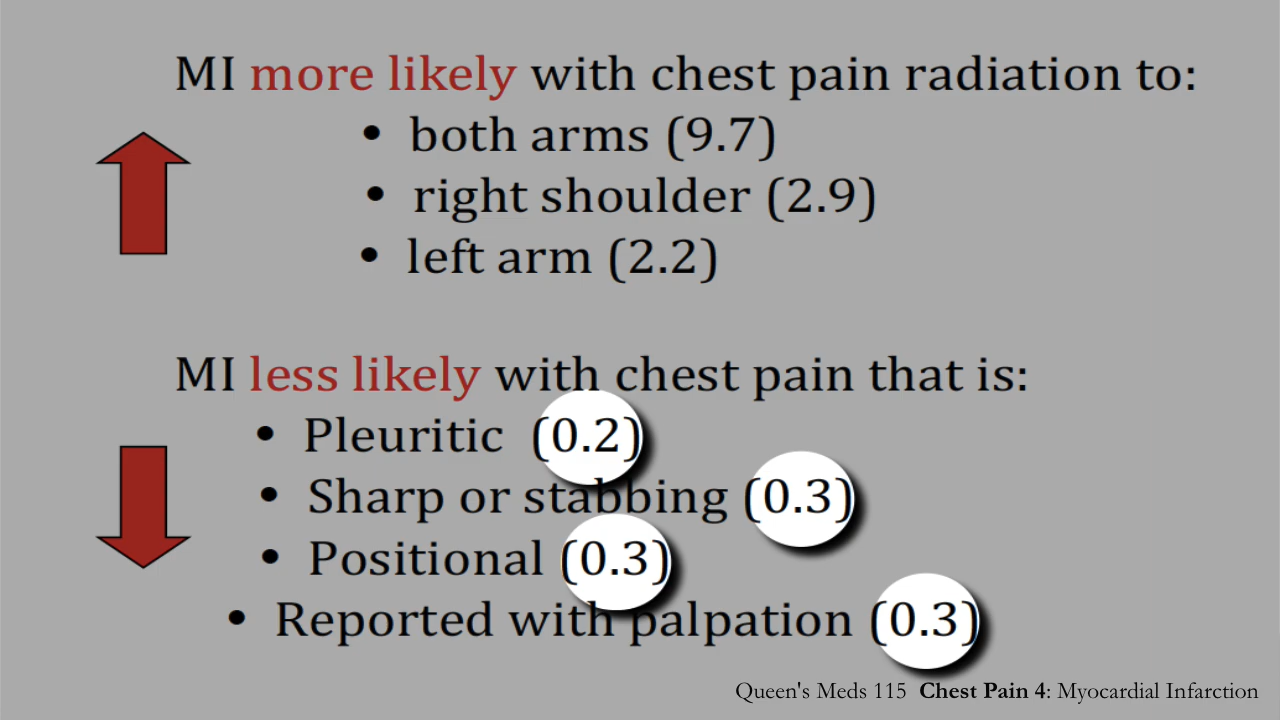 MI more likely with chest pain radiation to:
• both arms (9.7)
• right shoulder (2.9)
• left arm (2.2)
MI less likely with chest pain that is:
• Pleuritic (0.2)
• Sharp or stabbing (0.3)
• Positional (0.3)
• Reported with palpation (0.3)
Queen's Meds 115 Chest Pain 4: Myocardial Infarction